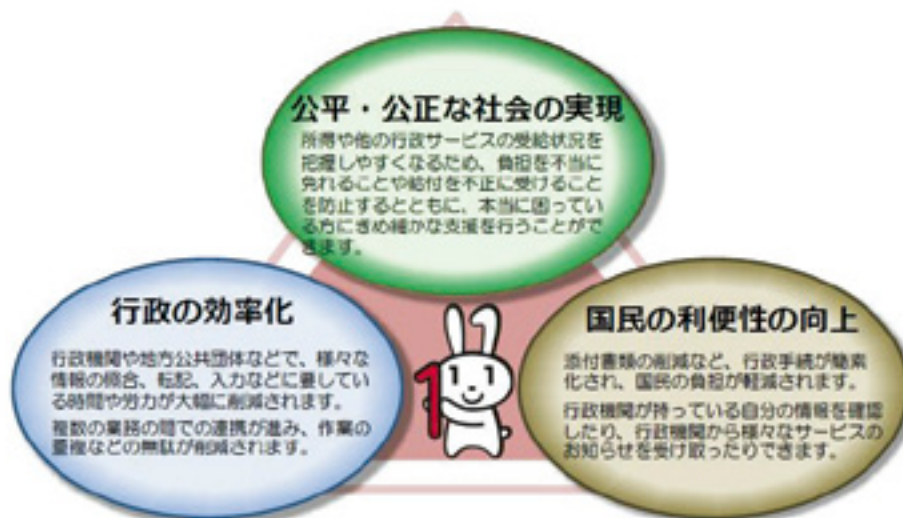 公平・公正な社会の実現
所得や他の行政サービスの受給状況を
把握しやすくなるため、負担を不当に
免れることや給付を不正に受けること
を防止するとともに、本当に困ってい
る方にきめ細かな支援を行うことがで
きます。
行政の効率化
行政機関や地方公共団体などで、様々な
情報の照合、転記、入力などに要してい
る時間や労力が大幅に削減されます。
複数の業務の間での連携が進み、作業の
重複などの無駄が削減されます。
1
国民の利便性の向上
添付書類の削減など、行政手続が簡素
化され、国民の負担が軽減されます。
行政機関が持っている自分の情報を確認
したり、行政機関から様々なサービスの
お知らせを受け取ったりできます。